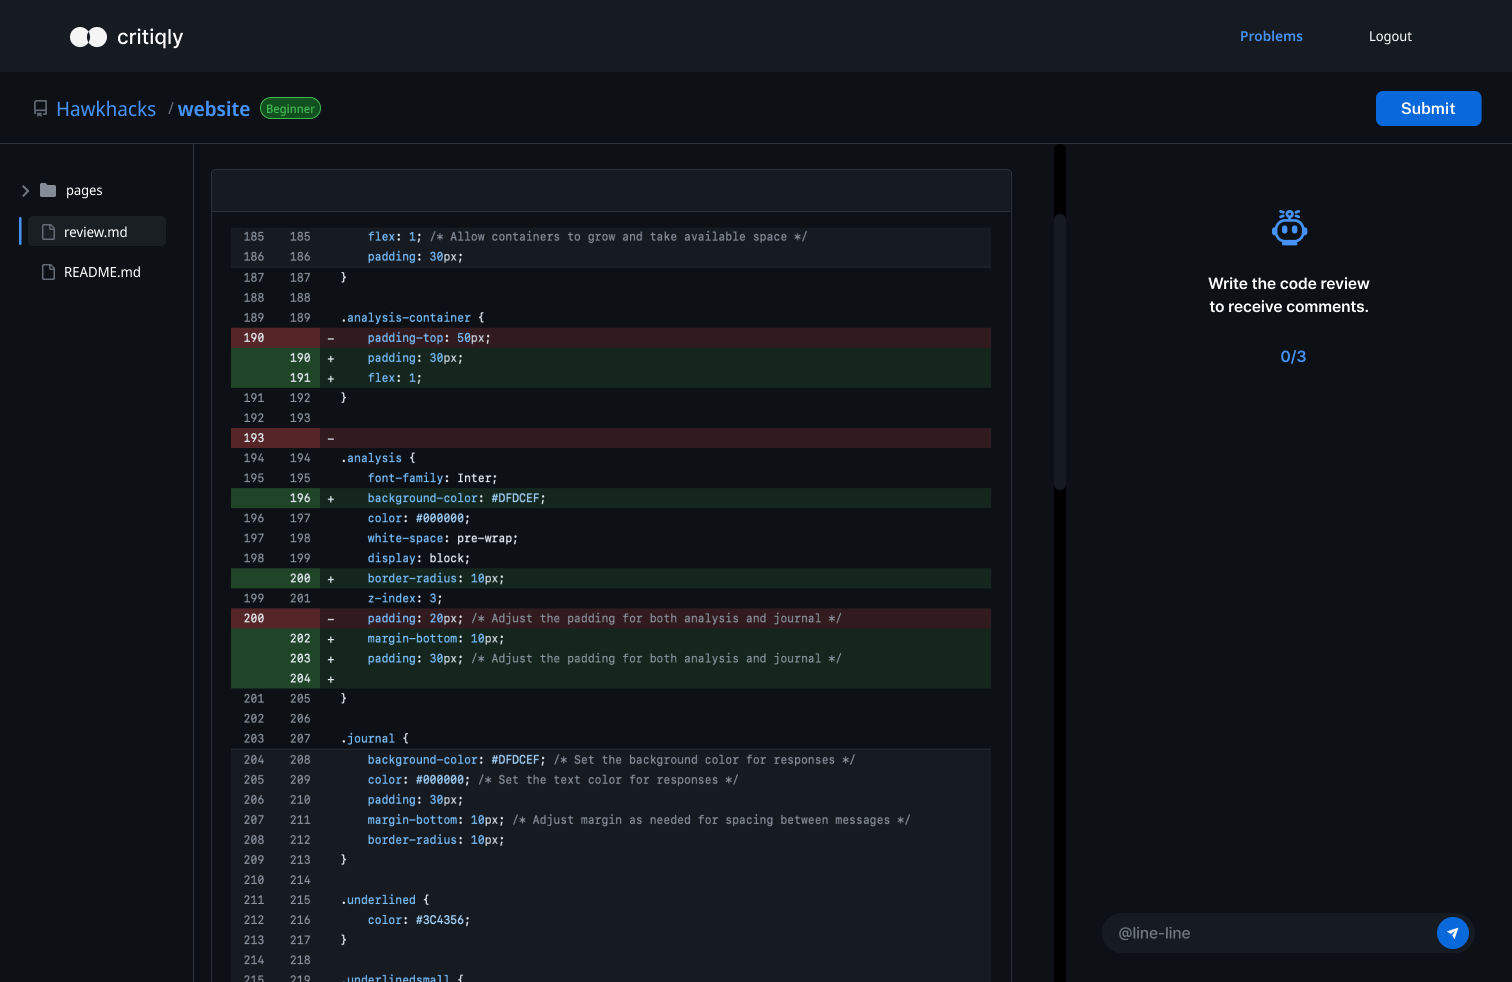 critiqly
Problems
Logout
Hawkhacks / website
Beginner
Submit
pages
review.md
README.md
185 185 flex: 1; /* Allow containers to grow and take available space */
186 186 padding: 30px;
187 187 }
188 188
189 189 .analysis-container {
190 - padding-top: 50px;
190 + padding: 30px;
191 + flex: 1;
191 192 }
192 193
193 -
194 194 .analysis {
195 195 font-family: Inter;
196 + background-color: #DFDCEF;
196 197 color: #000000;
197 198 white-space: pre-wrap;
198 199 display: block;
200 + border-radius: 10px;
199 201 z-index: 3;
200 - padding: 20px; /* Adjust the padding for both analysis and journal */
202 + margin-bottom: 10px;
203 + padding: 30px; /* Adjust the padding for both analysis and journal */
204 +
201 205 }
202 206
203 207 .journal {
204 208 background-color: #DFDCEF; /* Set the background color for responses */
205 209 color: #000000; /* Set the text color for responses */
206 210 padding: 30px;
207 211 margin-bottom: 10px; /* Adjust margin as needed for spacing between messages */
208 212 border-radius: 10px;
209 213 }
210 214
211 215 .underlined {
212 216 color: #3C4356;
213 217 }
214 218
215 219 .underlinedsmall {
Write the code review
to receive comments.
0/3
@line-line